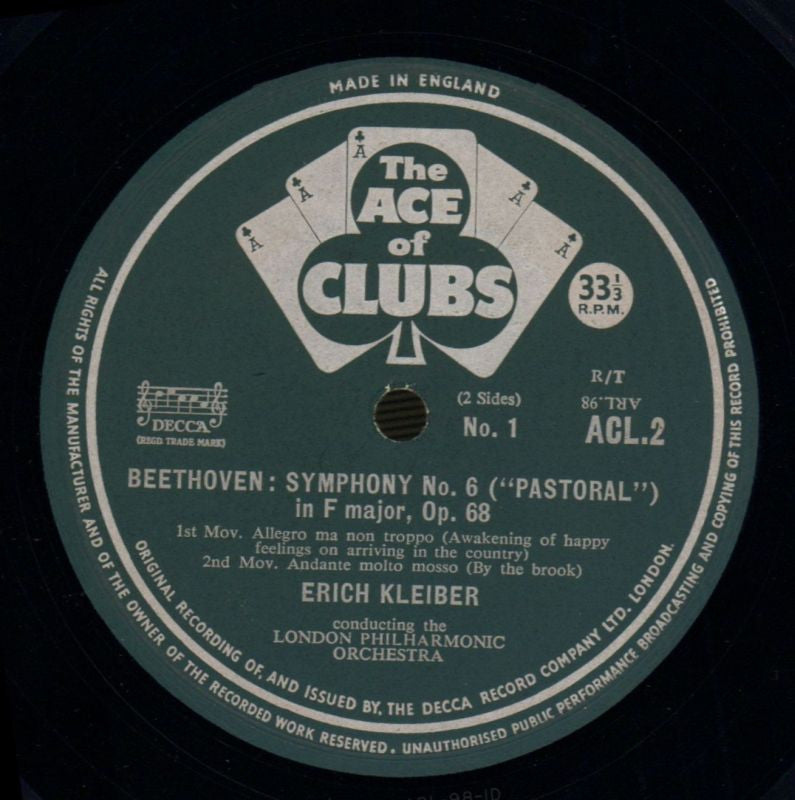 MADE IN ENGLAND
A
A
A
A
A
The
ACE
of
CLUBS
33 1/3
R.P.M.
DECCA
(REGD. TRADE MARK)
(2 Sides)
No. 1
R/T
ARL.98
ACL.2
BEETHOVEN: SYMPHONY No. 6 ("PASTORAL")
in F major, Op. 68
1st Mov. Allegro ma non troppo (Awakening of happy
feelings on arriving in the country)
2nd Mov. Andante molto mosso (By the brook)
ERICH KLEIBER
conducting the
LONDON PHILHARMONIC
ORCHESTRA
ORIGINAL RECORDING OF, AND ISSUED BY, THE DECCA RECORD COMPANY LTD. LONDON.
ALL RIGHTS OF THE MANUFACTURER AND OF THE OWNER OF THE RECORDED WORK RESERVED. UNAUTHORISED PUBLIC PERFORMANCE BROADCASTING AND COPYING OF THIS RECORD PROHIBITED